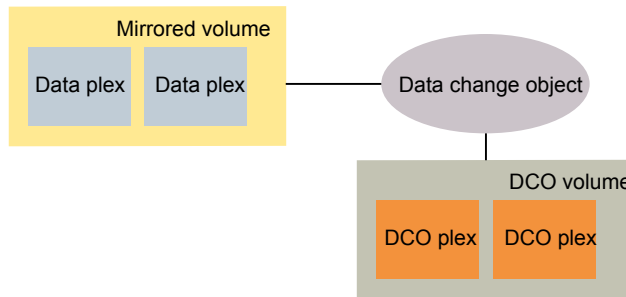 Mirrored volume
Data plex
Data plex
Data change object
DCO volume
DCO plex
DCO plex